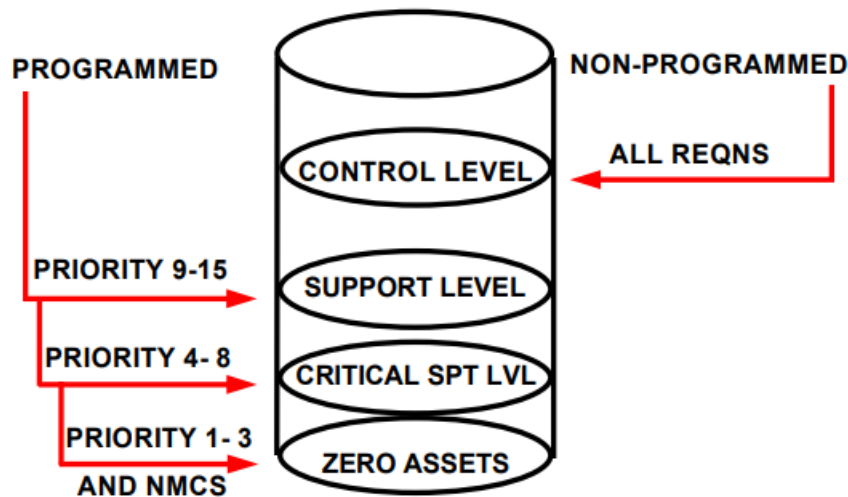 PROGRAMMED
NON-PROGRAMMED
ALL REQNS
CONTROL LEVEL
PRIORITY 9-15
SUPPORT LEVEL
PRIORITY 4- 8
CRITICAL SPT LVL
PRIORITY 1- 3
ZERO ASSETS
AND NMCS